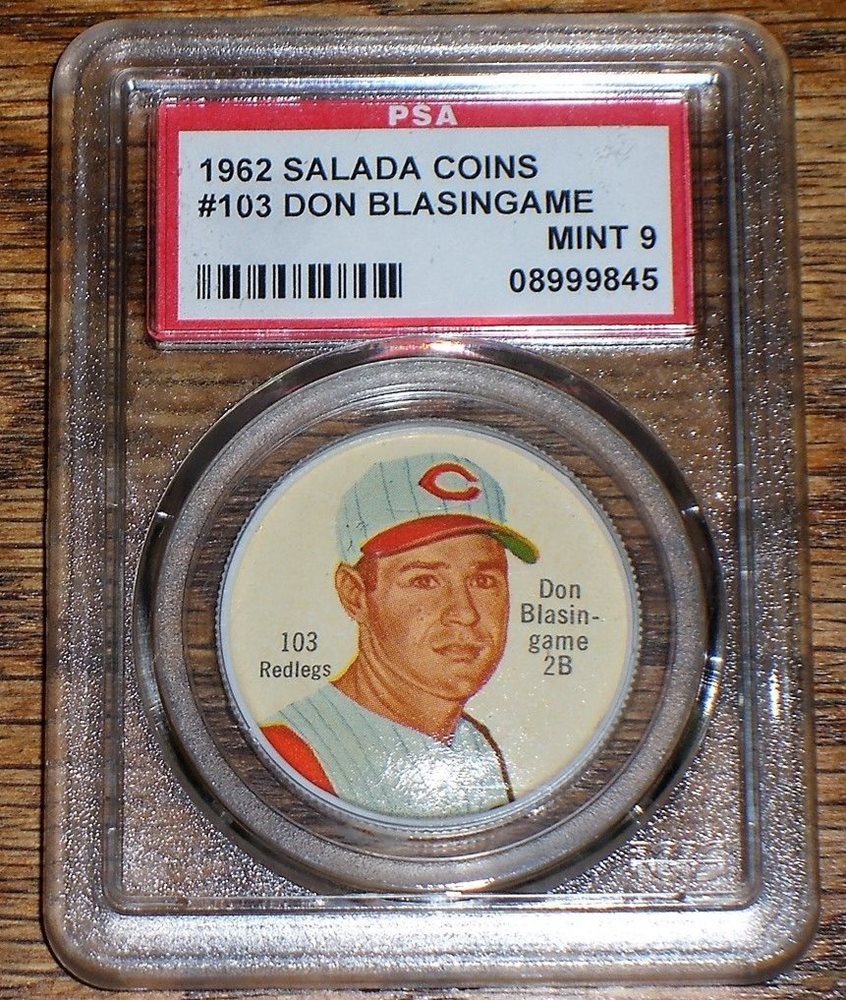 PSA
1962 SALADA COINS
#103 DON BLASINGAME
MINT 9
08999845
C
103
Redlegs
Don
Blasin-
game
2B